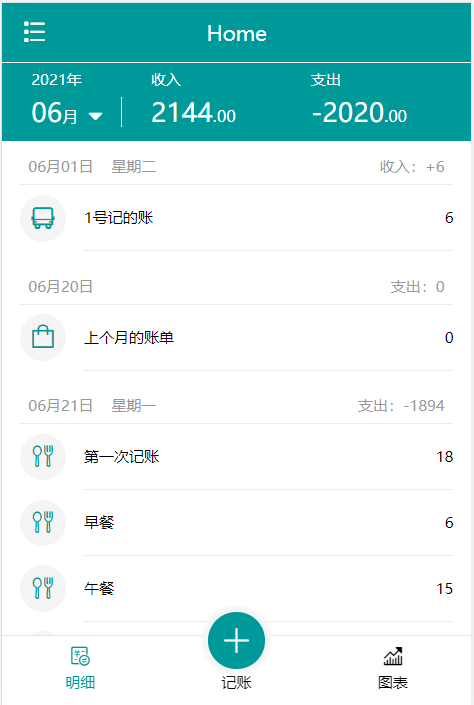 Home
2021年 收入 支出
06月 2144.00 -2020.00
06月01日 星期二 收入：+6
1号记的账 6
06月20日 支出：0
上个月的账单 0
06月21日 星期一 支出：-1894
第一次记账 18
早餐 6
午餐 15
明细 记账 图表